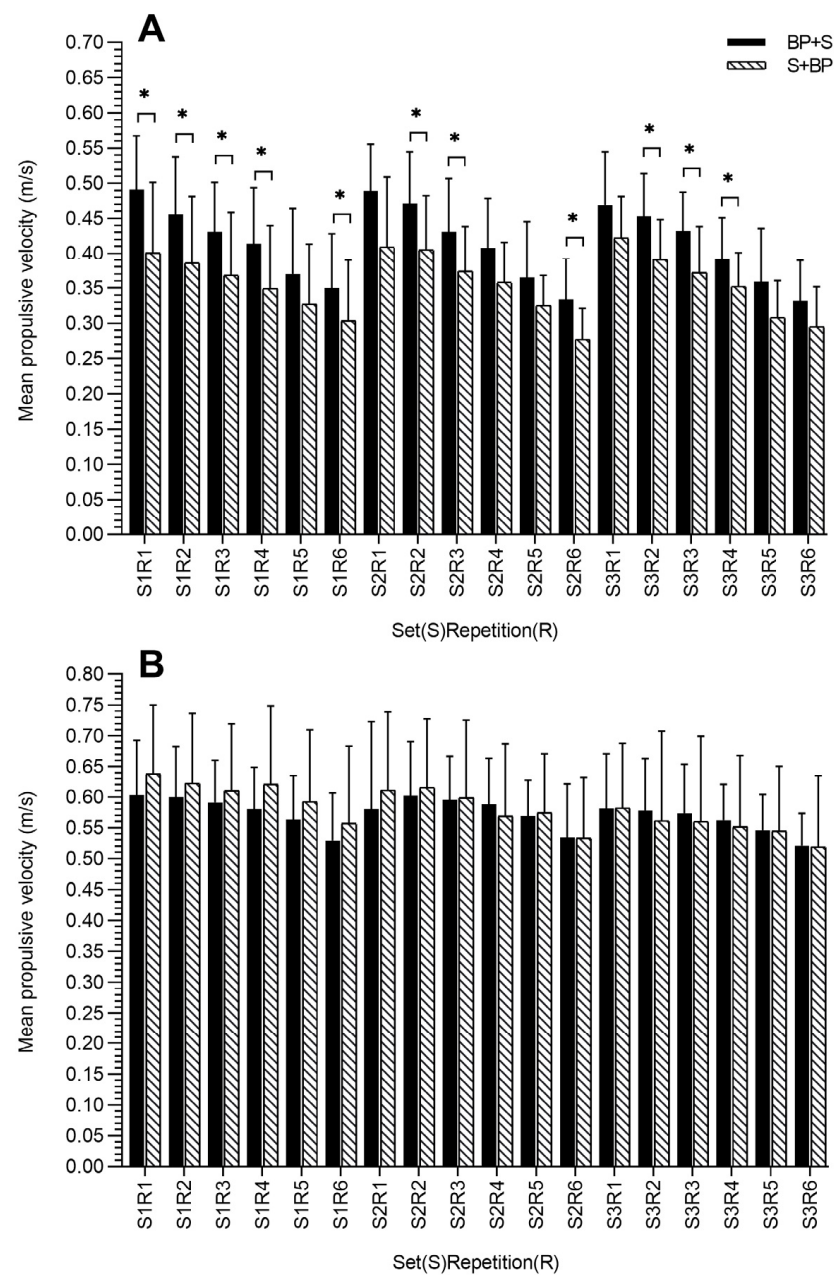 A
BP+S
S+BP
Mean propulsive velocity (m/s)
0.70
0.65
0.60
0.55
0.50
0.45
0.40
0.35
0.30
0.25
0.20
0.15
0.10
0.05
0.00
* * * * * * * * * * * *
S1R1 S1R2 S1R3 S1R4 S1R5 S1R6 S2R1 S2R2 S2R3 S2R4 S2R5 S2R6 S3R1 S3R2 S3R3 S3R4 S3R5 S3R6
Set(S)Repetition(R)
B
Mean propulsive velocity (m/s)
0.80
0.75
0.70
0.65
0.60
0.55
0.50
0.45
0.40
0.35
0.30
0.25
0.20
0.15
0.10
0.05
0.00
S1R1 S1R2 S1R3 S1R4 S1R5 S1R6 S2R1 S2R2 S2R3 S2R4 S2R5 S2R6 S3R1 S3R2 S3R3 S3R4 S3R5 S3R6
Set(S)Repetition(R)